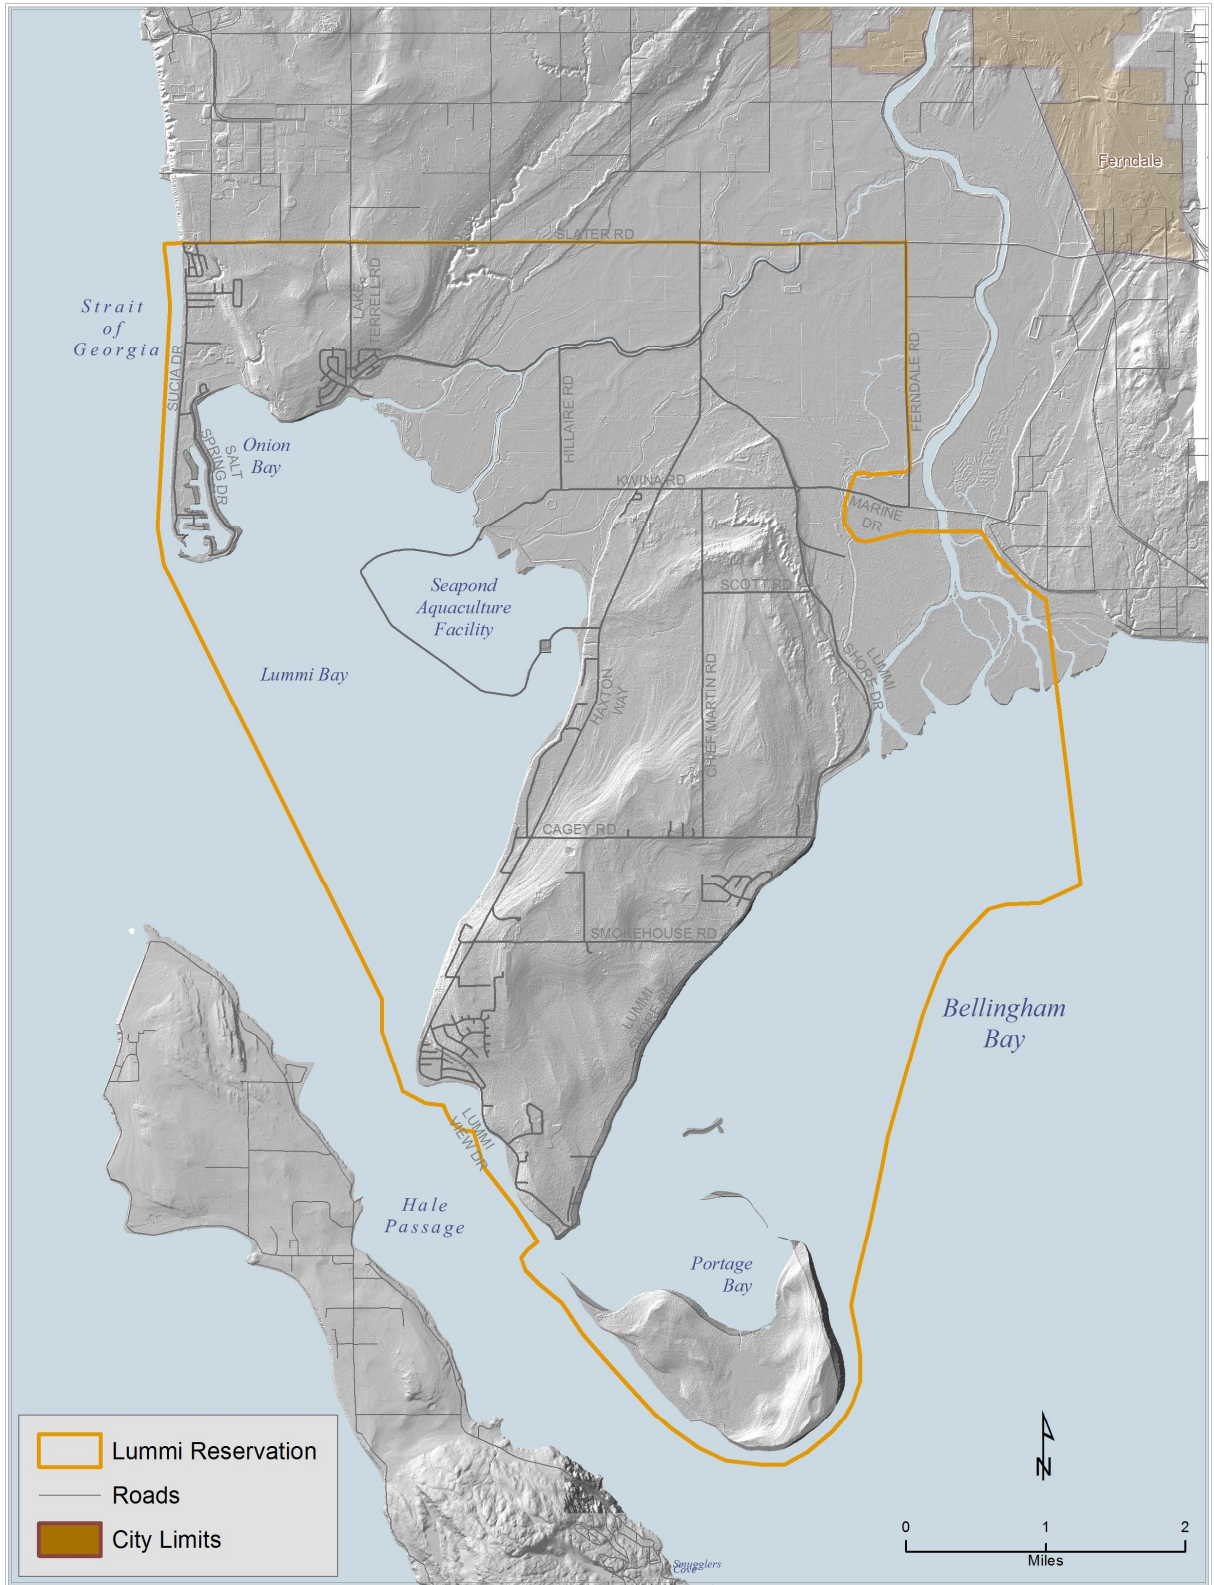 Ferndale
SLATER RD
LAKE
TERRELL RD
Strait
of
Georgia
SUCIA DR
FERNDALE RD
HILLAIRE RD
Onion
Bay
SALT
SPRING DR
KWINA RD
MARINE
DR
Seapond
Aquaculture
Facility
SCOTT RD
Lummi Bay
HAXTON
WAY
CHIEF MARTIN RD
LUMMI
SHORE DR
CAGEY RD
SMOKEHOUSE RD
LUMMI
Bellingham
Bay
LUMMI
VIEW DR
Hale
Passage
Portage
Bay
Lummi Reservation
Roads
City Limits
N
0 1 2
Miles
Smugglers
Cove